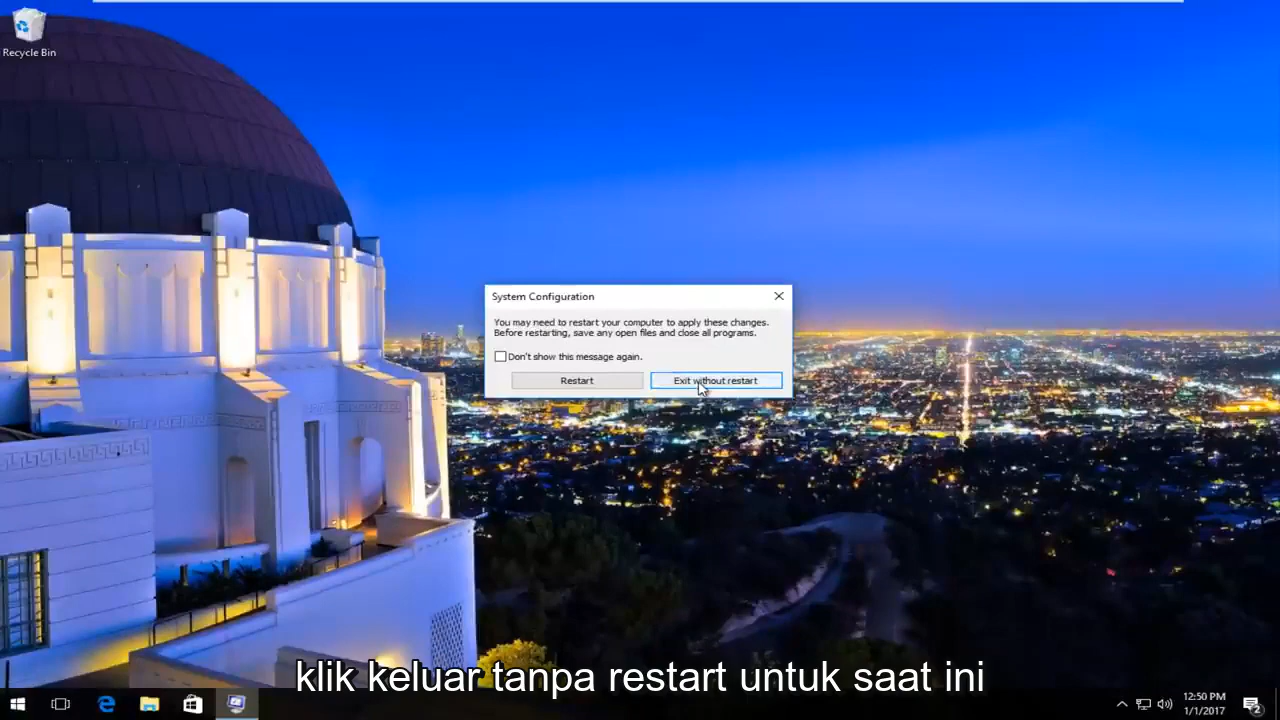 Recycle Bin
System Configuration
You may need to restart your computer to apply these changes.
Before restarting, save any open files and close all programs.
Don't show this message again.
Restart
Exit without restart
klik keluar tanpa restart untuk saat ini
12:50 PM
1/1/2017
2